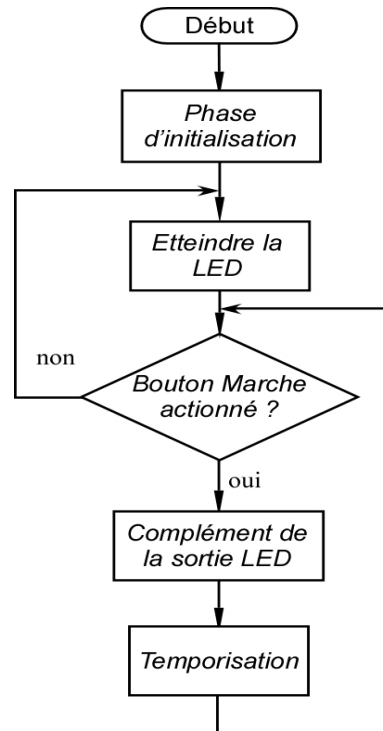 Début
Phase
d'initialisation
Etteindre la
LED
non
Bouton Marche
actionné ?
oui
Complément de
la sortie LED
Temporisation